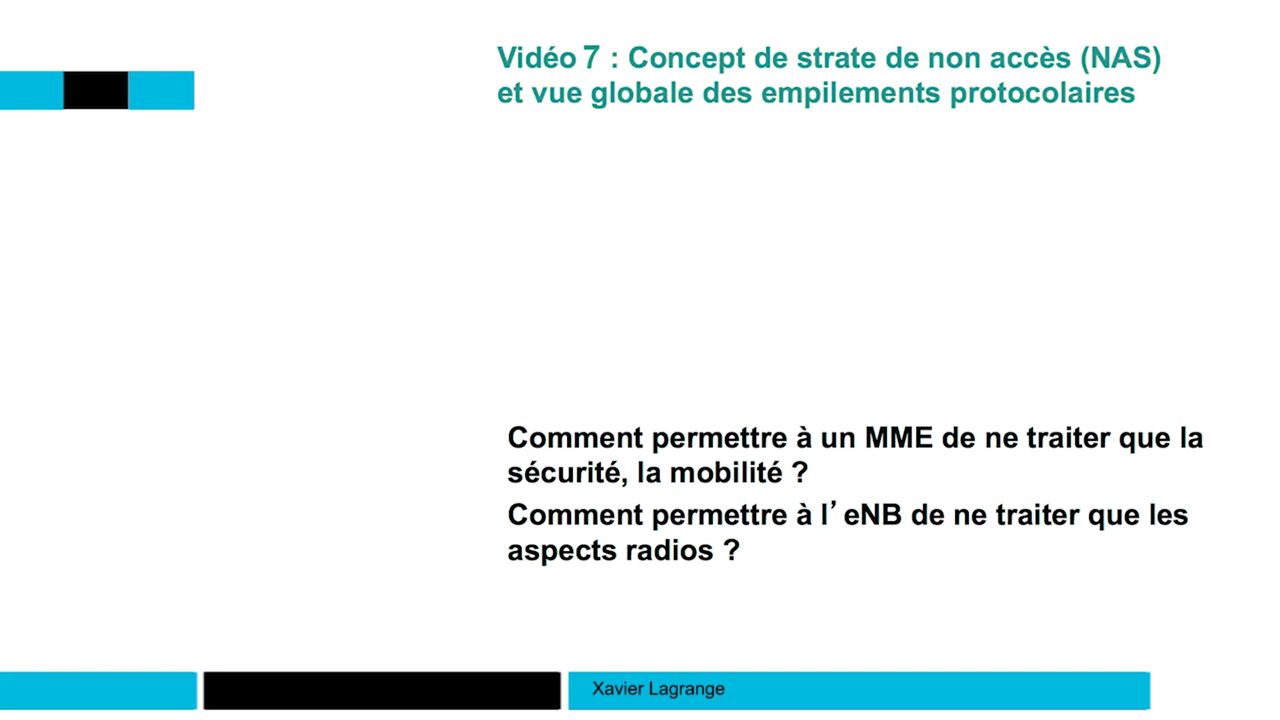 Vidéo 7 : Concept de strate de non accès (NAS)
et vue globale des empilements protocolaires
Comment permettre à un MME de ne traiter que la
sécurité, la mobilité ?
Comment permettre à l’eNB de ne traiter que les
aspects radios ?
Xavier Lagrange